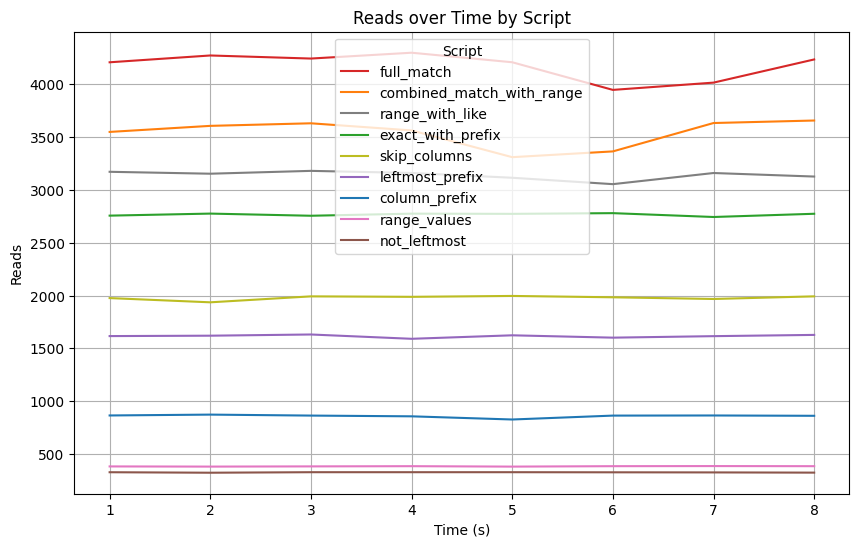 Reads over Time by Script
Script
full_match
combined_match_with_range
range_with_like
exact_with_prefix
skip_columns
leftmost_prefix
column_prefix
range_values
not_leftmost
Reads
4000
3500
3000
2500
2000
1500
1000
500
1 2 3 4 5 6 7 8
Time (s)